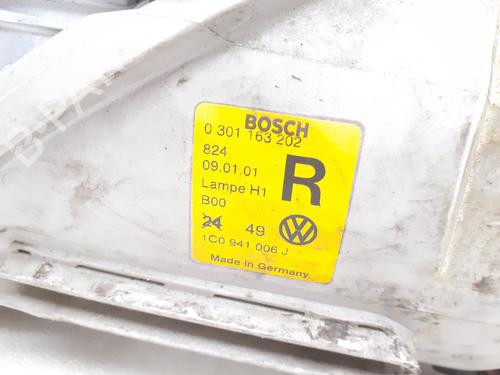 BOSCH
0 301 163 202
824
09.01.01
Lampe H1
R
B00
24 49
1C0 941 006 J
Made in Germany